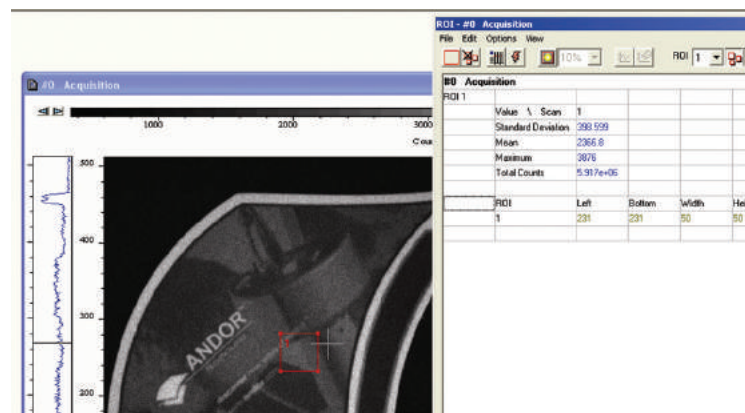 ROI - #0 Acquisition
File Edit Options View
10%
ROI 1
#0 Acquisition
ROI 1
Value \ Scan 1
Standard Deviation 398.599
Mean 2366.8
Maximum 3876
Total Counts 5.917e+06
ROI Left Bottom Width Hei
1 231 231 50 50
#0 Acquisition
1000 2000 3000
Cou
500
400
300
200
ANDOR